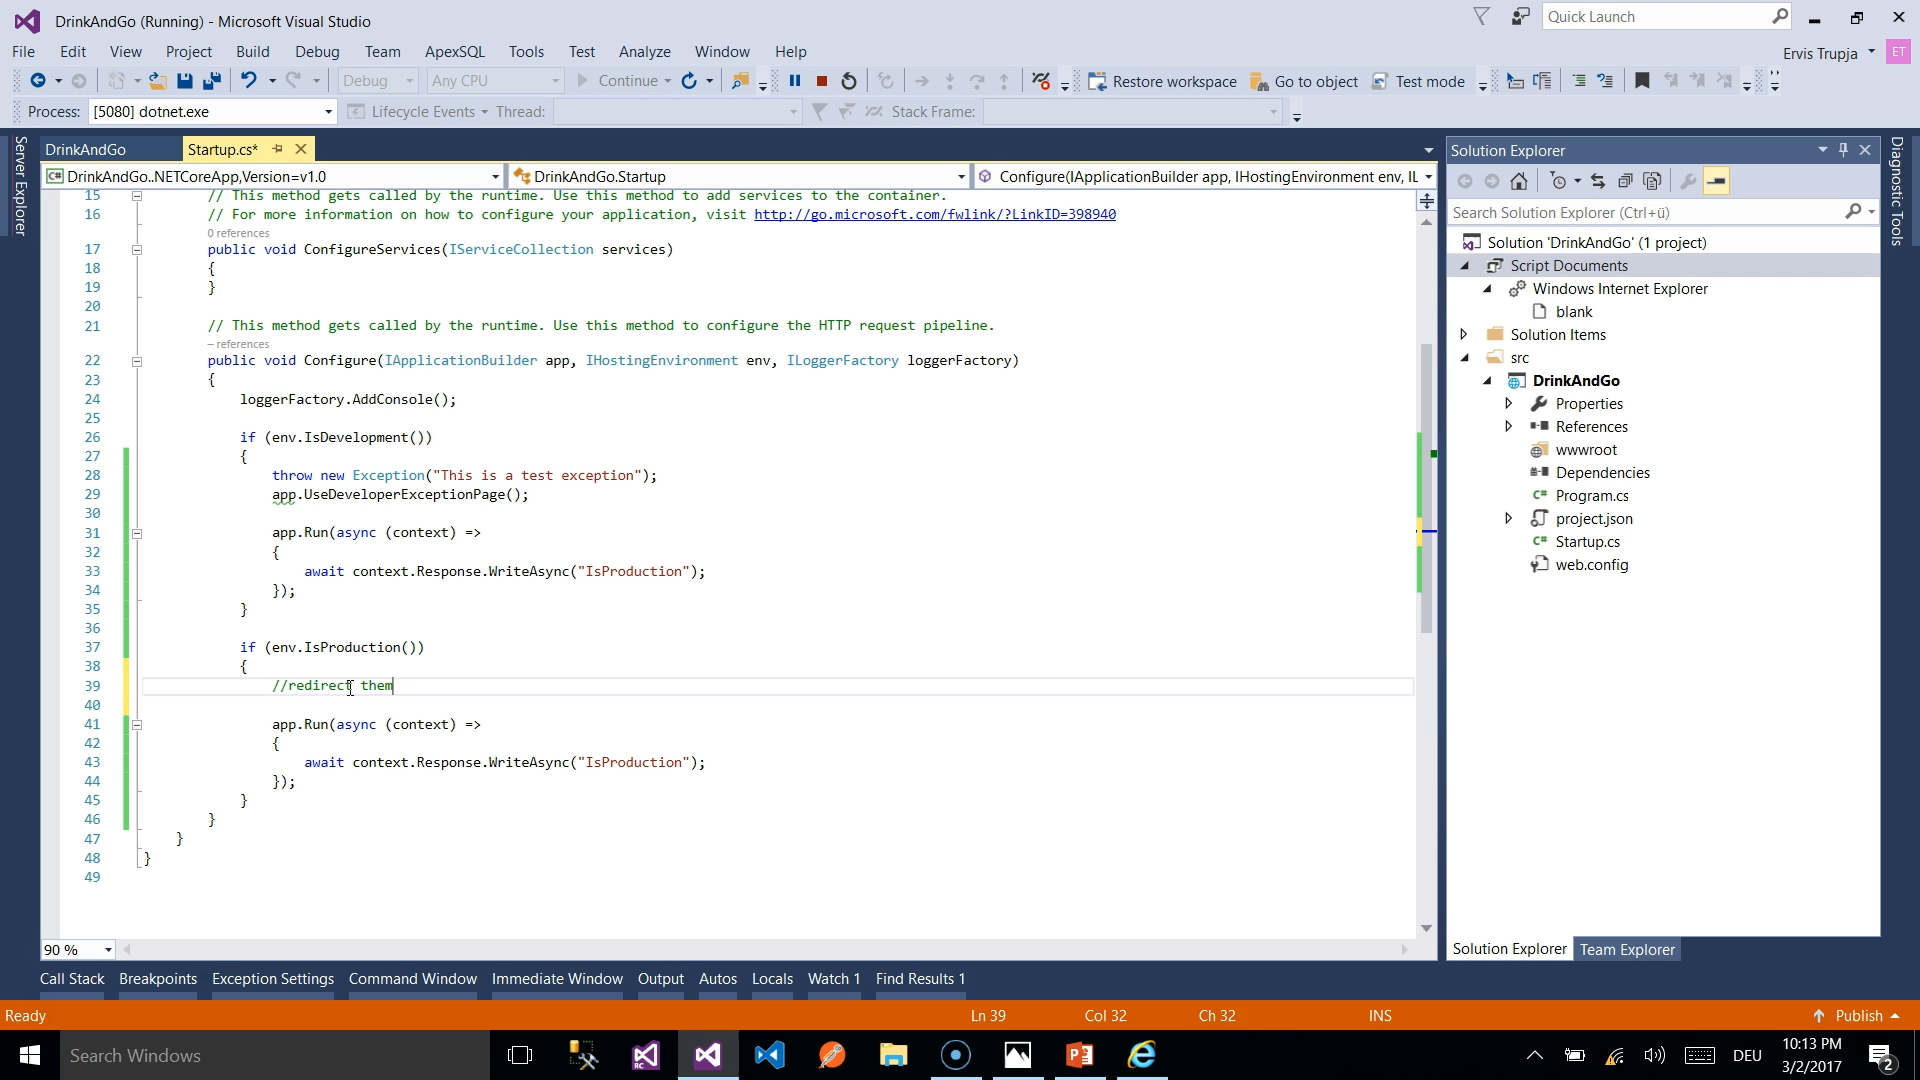 DrinkAndGo (Running) - Microsoft Visual Studio
Quick Launch
File Edit View Project Build Debug Team ApexSQL Tools Test Analyze Window Help
Ervis Trupja ET
Debug Any CPU Continue Restore workspace Go to object Test mode
Process: [5080] dotnet.exe Lifecycle Events Thread: Stack Frame:
Server Explorer
DrinkAndGo Startup.cs*
DrinkAndGo..NETCoreApp,Version=v1.0 DrinkAndGo.Startup Configure(IApplicationBuilder app, IHostingEnvironment env, IL
15 // This method gets called by the runtime. Use this method to add services to the container.
16 // For more information on how to configure your application, visit http://go.microsoft.com/fwlink/?LinkID=398940
0 references
17 public void ConfigureServices(IServiceCollection services)
18 {
19 }
20
21 // This method gets called by the runtime. Use this method to configure the HTTP request pipeline.
– references
22 public void Configure(IApplicationBuilder app, IHostingEnvironment env, ILoggerFactory loggerFactory)
23 {
24 loggerFactory.AddConsole();
25
26 if (env.IsDevelopment())
27 {
28 throw new Exception("This is a test exception");
29 app.UseDeveloperExceptionPage();
30
31 app.Run(async (context) =>
32 {
33 await context.Response.WriteAsync("IsProduction");
34 });
35 }
36
37 if (env.IsProduction())
38 {
39 //redirect them
40
41 app.Run(async (context) =>
42 {
43 await context.Response.WriteAsync("IsProduction");
44 });
45 }
46 }
47 }
48 }
49
90 %
Solution Explorer
Search Solution Explorer (Ctrl+ü)
Solution 'DrinkAndGo' (1 project)
Script Documents
Windows Internet Explorer
blank
Solution Items
src
DrinkAndGo
Properties
References
wwwroot
Dependencies
Program.cs
project.json
Startup.cs
web.config
Solution Explorer Team Explorer
Diagnostic Tools
Call Stack Breakpoints Exception Settings Command Window Immediate Window Output Autos Locals Watch 1 Find Results 1
Ready Ln 39 Col 32 Ch 32 INS Publish
Search Windows
DEU
10:13 PM
3/2/2017
2